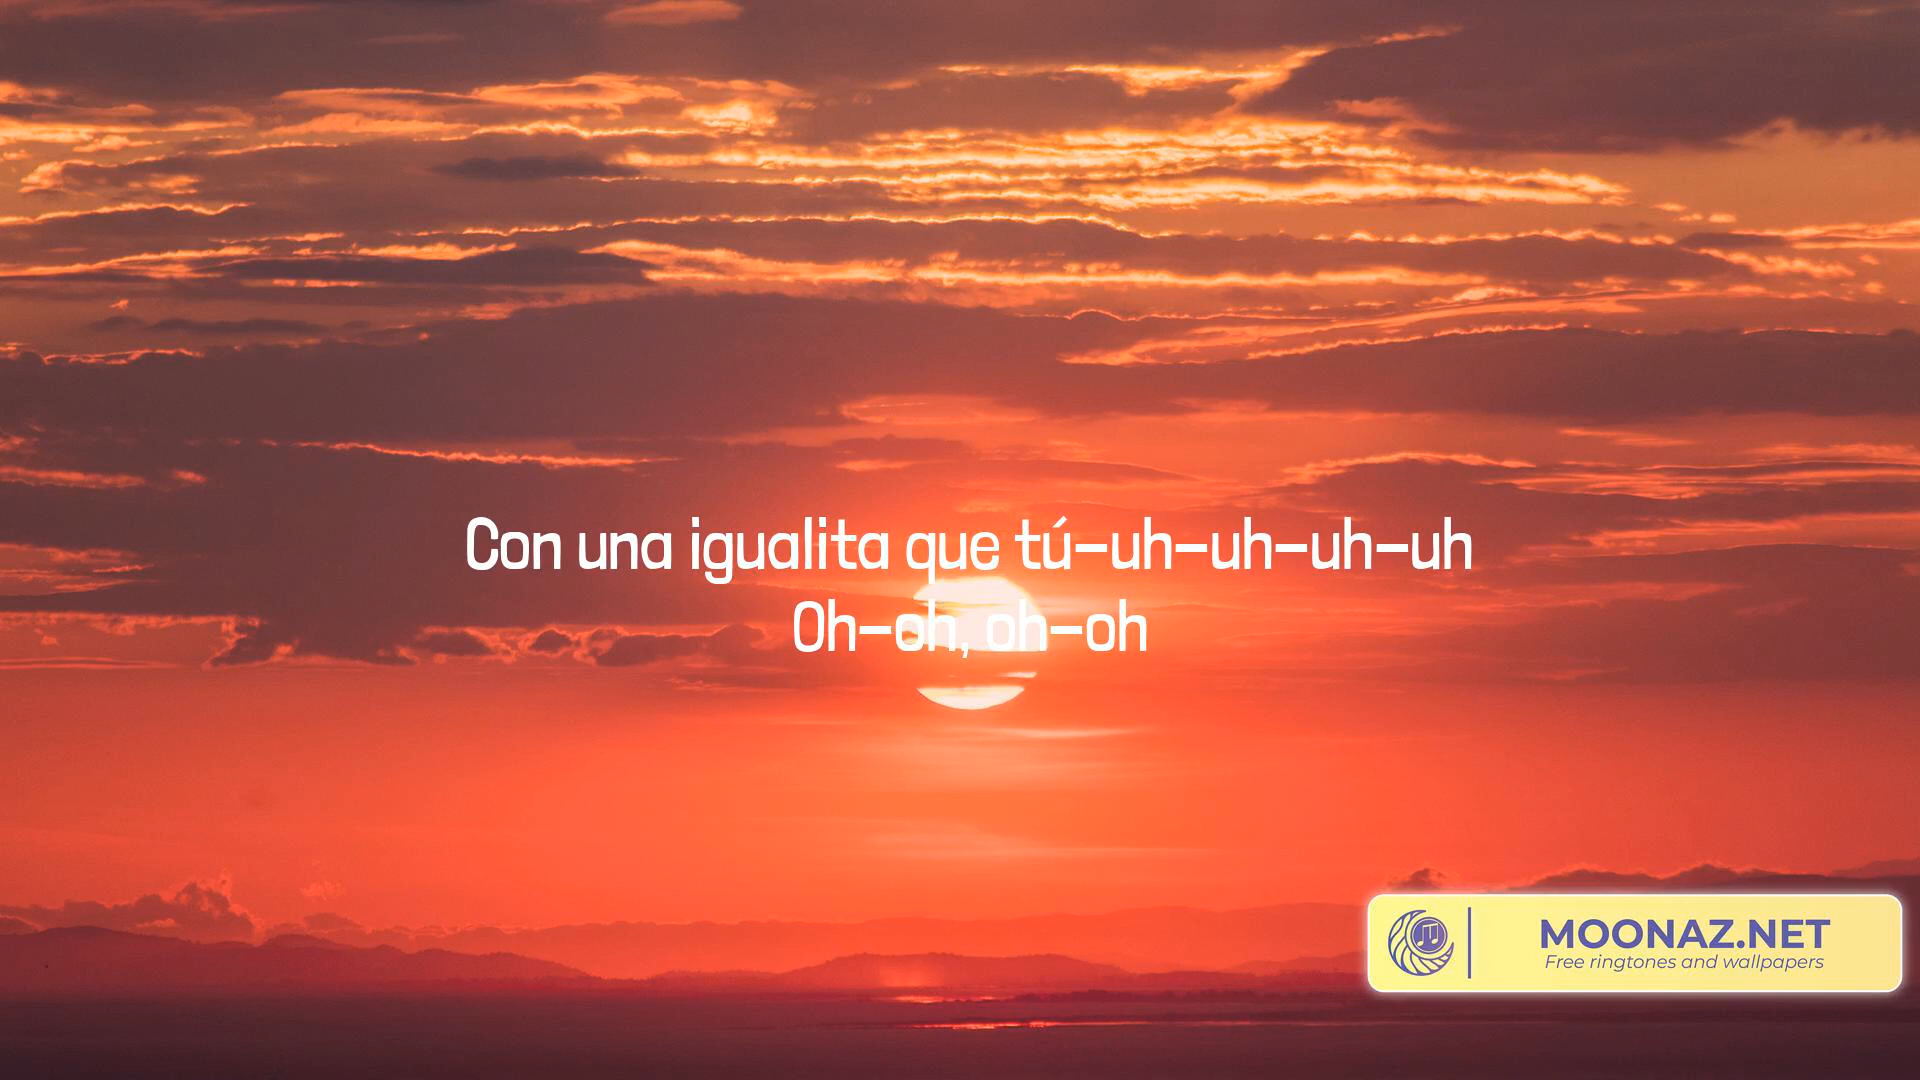 Con una igualita que tú-uh-uh-uh-uh
Oh-oh, oh-oh
MOONAZ.NET
Free ringtones and wallpapers